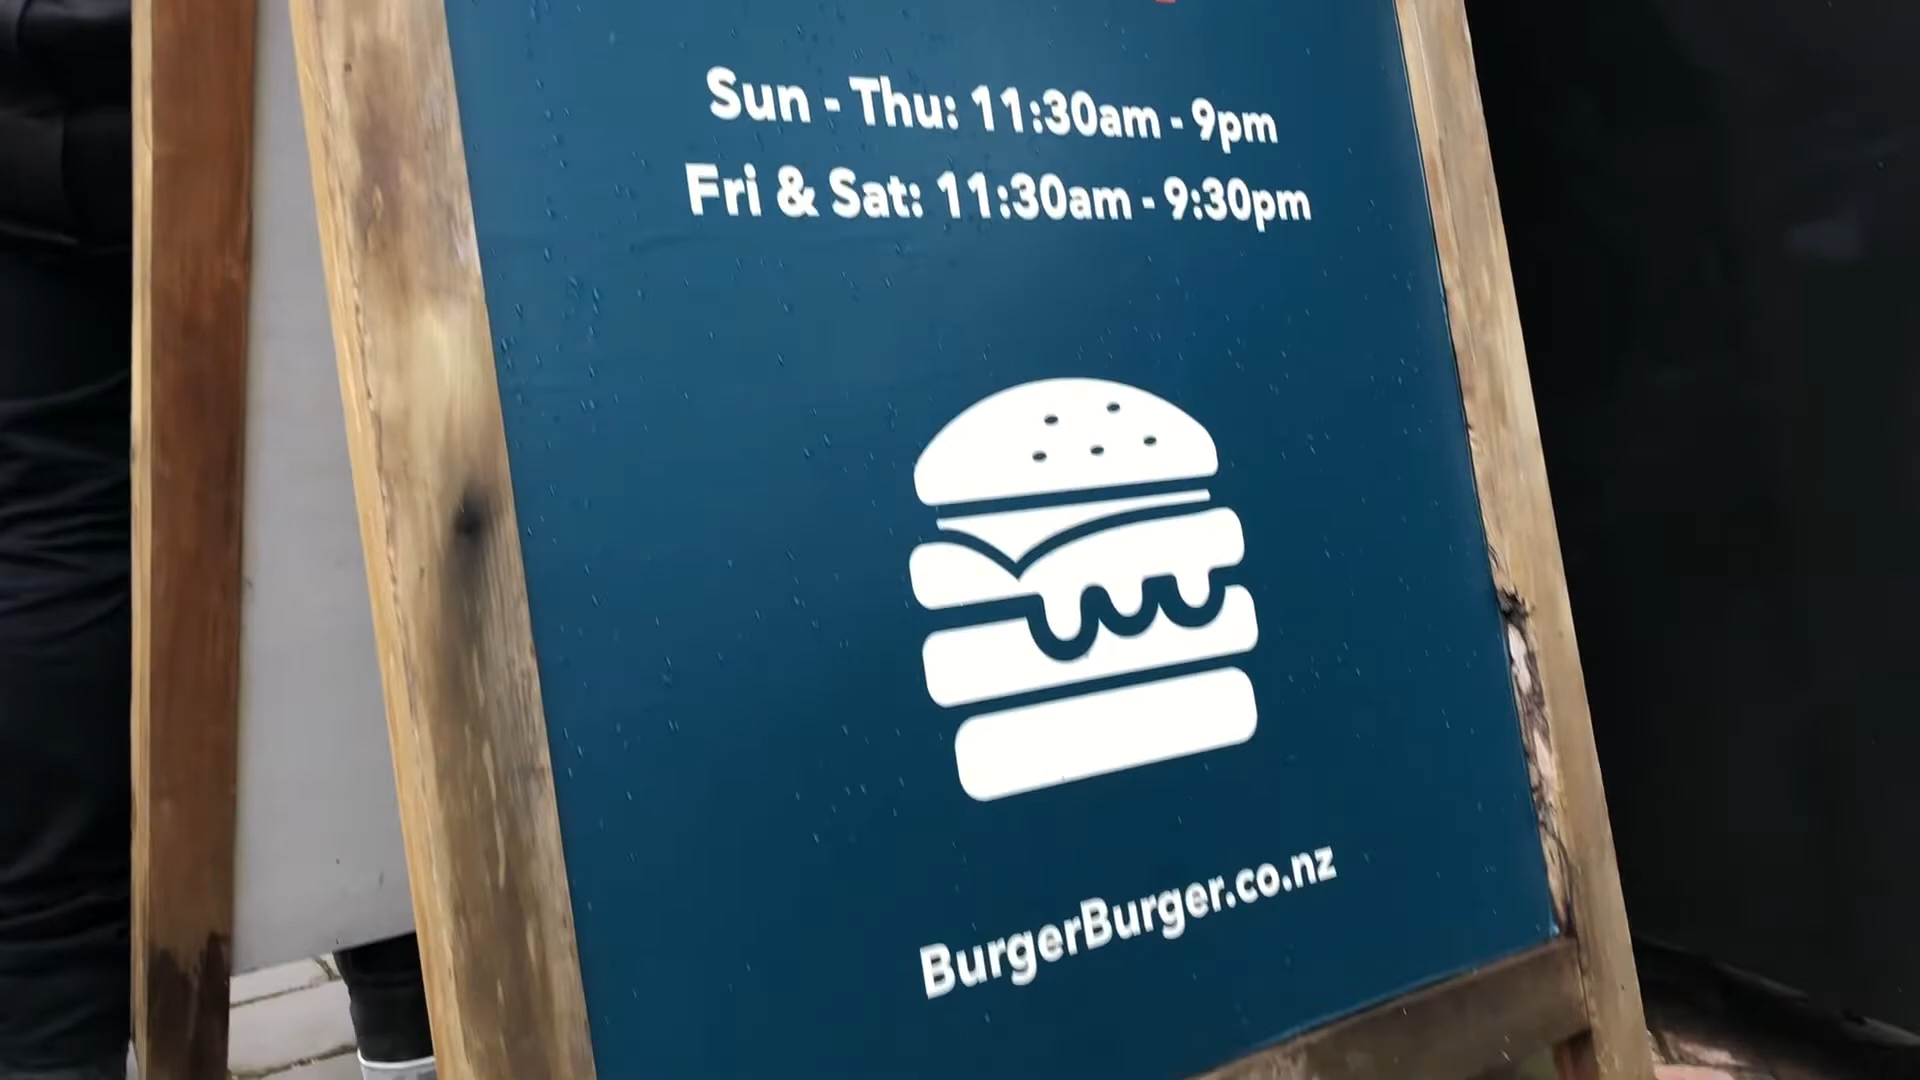 Sun - Thu: 11:30am - 9pm
Fri & Sat: 11:30am - 9:30pm
BurgerBurger.co.nz